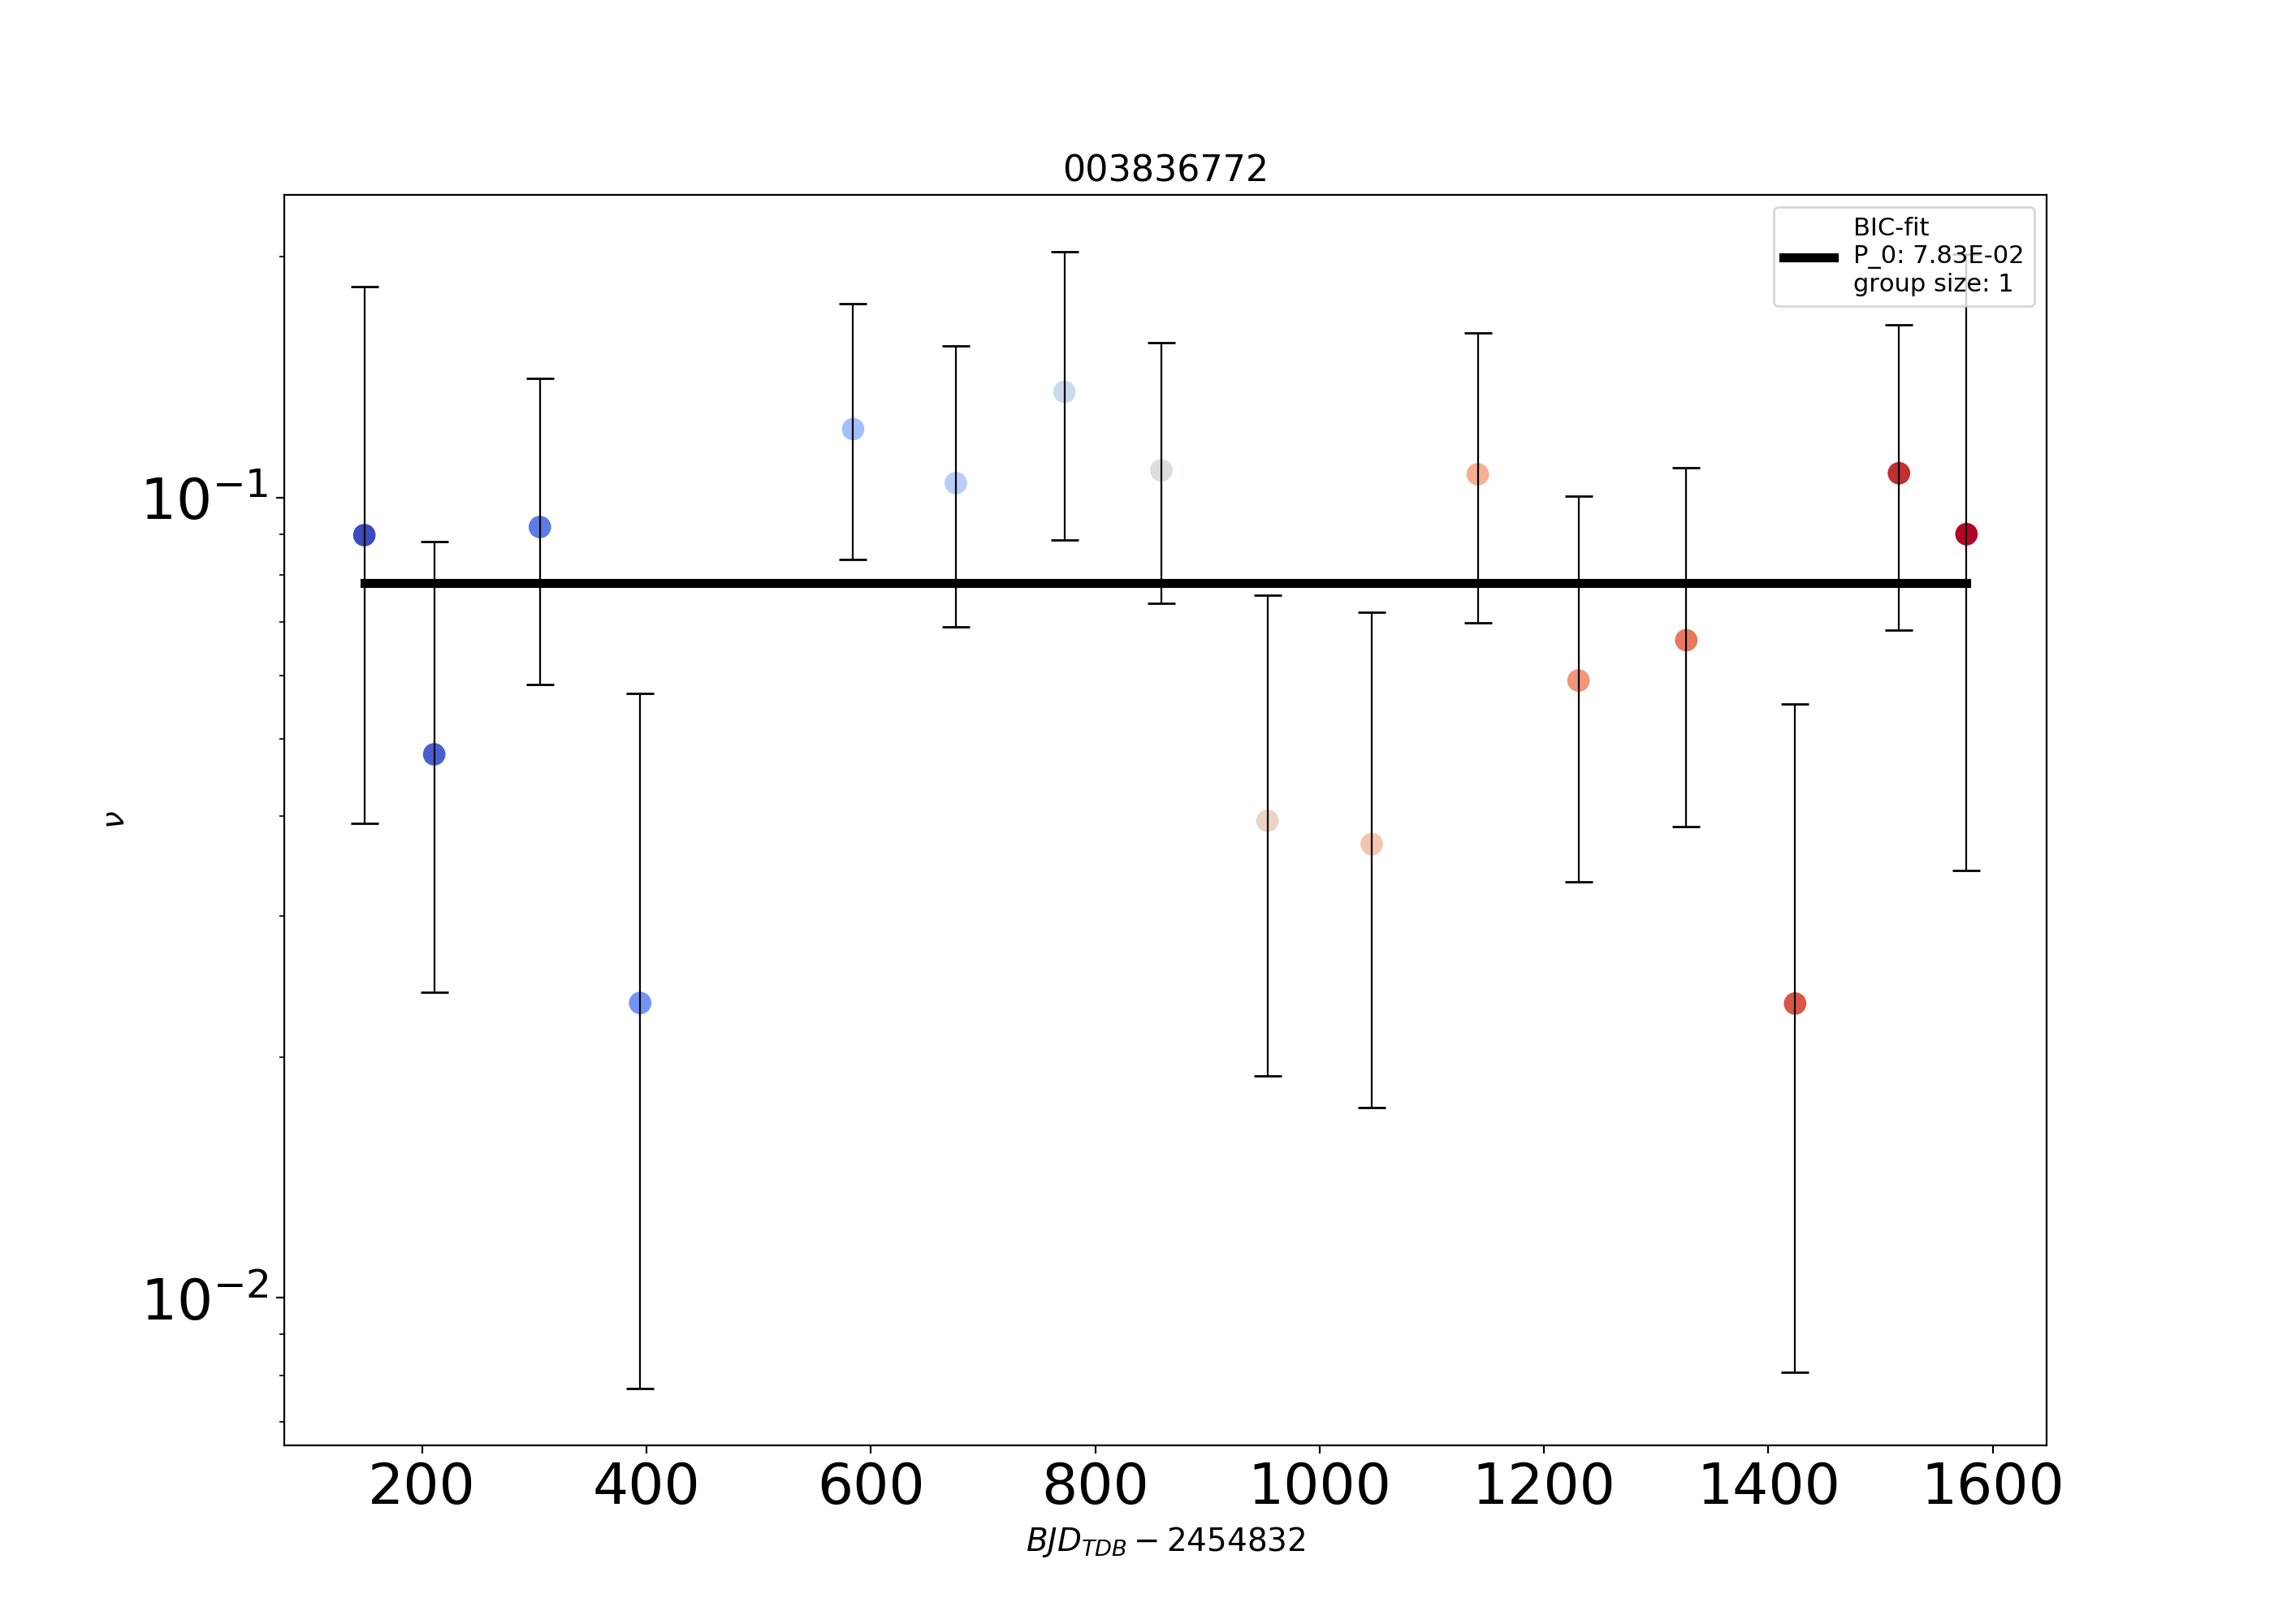 003836772
BIC-fit
P_0: 7.83E-02
group size: 1
10⁻¹
10⁻²
ν
200 400 600 800 1000 1200 1400 1600
BJD_TDB − 2454832